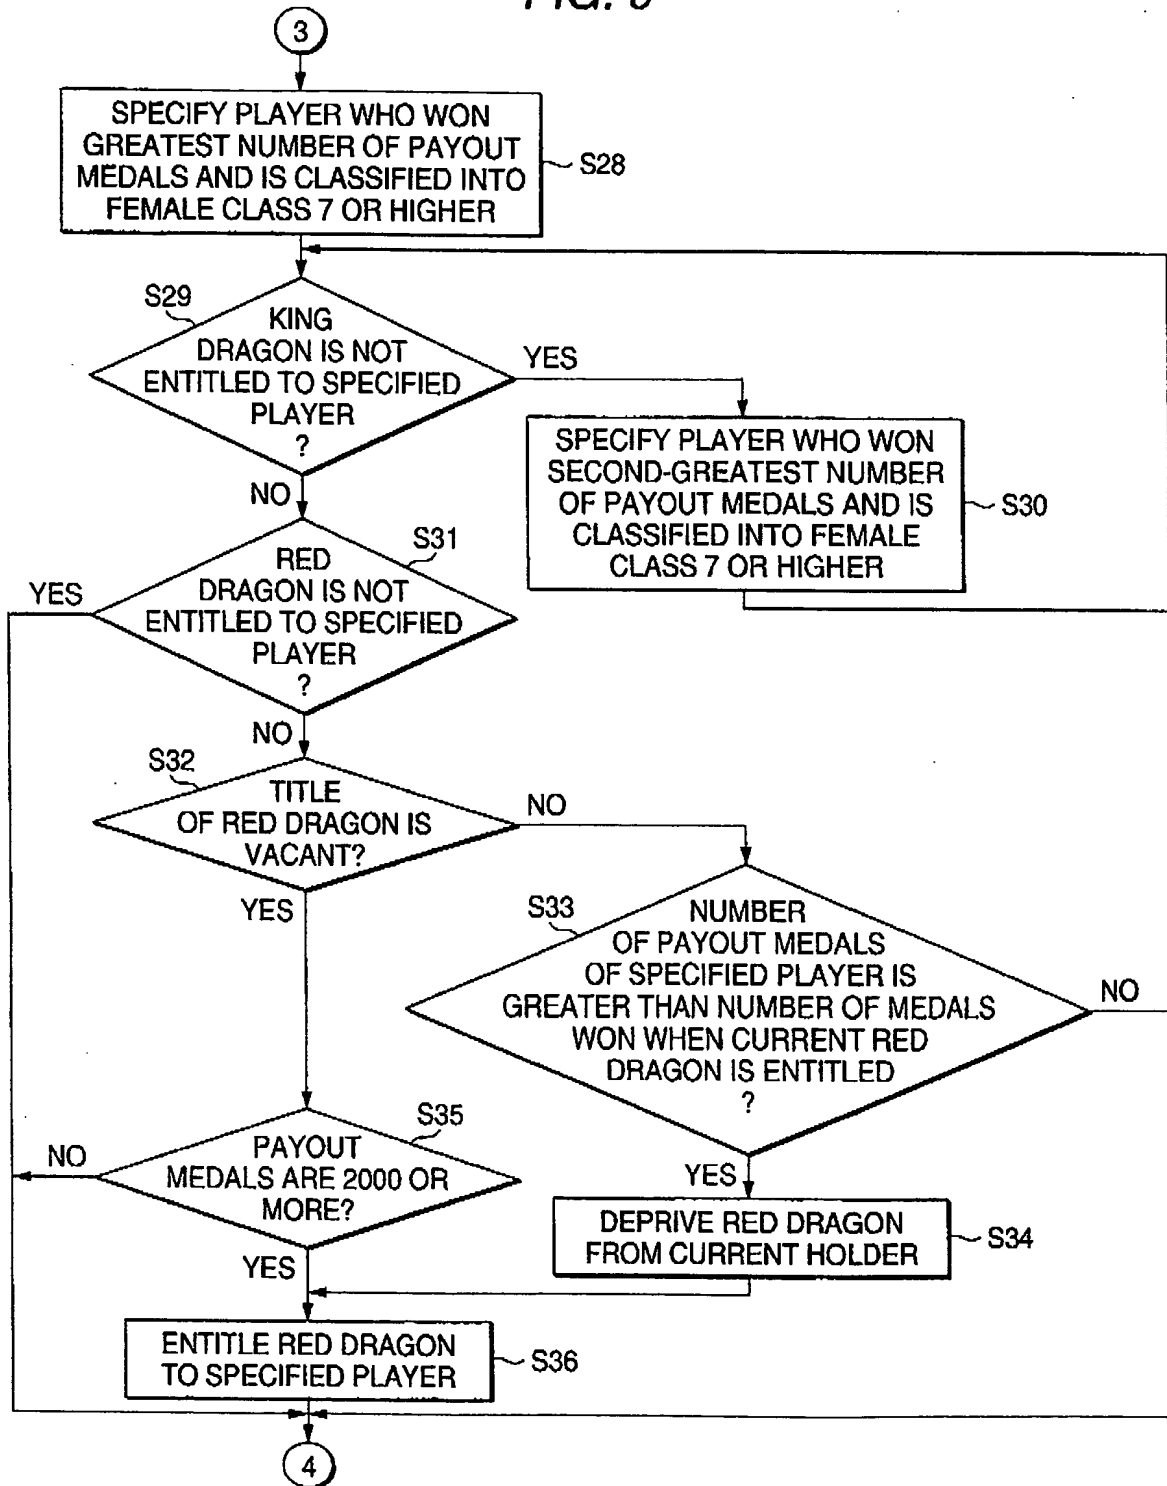 3
SPECIFY PLAYER WHO WON
GREATEST NUMBER OF PAYOUT
MEDALS AND IS CLASSIFIED INTO
FEMALE CLASS 7 OR HIGHER
S28
S29
KING
DRAGON IS NOT
ENTITLED TO SPECIFIED
PLAYER
?
YES
NO
SPECIFY PLAYER WHO WON
SECOND-GREATEST NUMBER
OF PAYOUT MEDALS AND IS
CLASSIFIED INTO FEMALE
CLASS 7 OR HIGHER
S30
S31
RED
DRAGON IS NOT
ENTITLED TO SPECIFIED
PLAYER
?
YES
NO
S32
TITLE
OF RED DRAGON IS
VACANT?
NO
YES
S33
NUMBER
OF PAYOUT MEDALS
OF SPECIFIED PLAYER IS
GREATER THAN NUMBER OF MEDALS
WON WHEN CURRENT RED
DRAGON IS ENTITLED
?
NO
YES
S35
PAYOUT
MEDALS ARE 2000 OR
MORE?
NO
YES
DEPRIVE RED DRAGON
FROM CURRENT HOLDER
S34
ENTITLE RED DRAGON
TO SPECIFIED PLAYER
S36
4